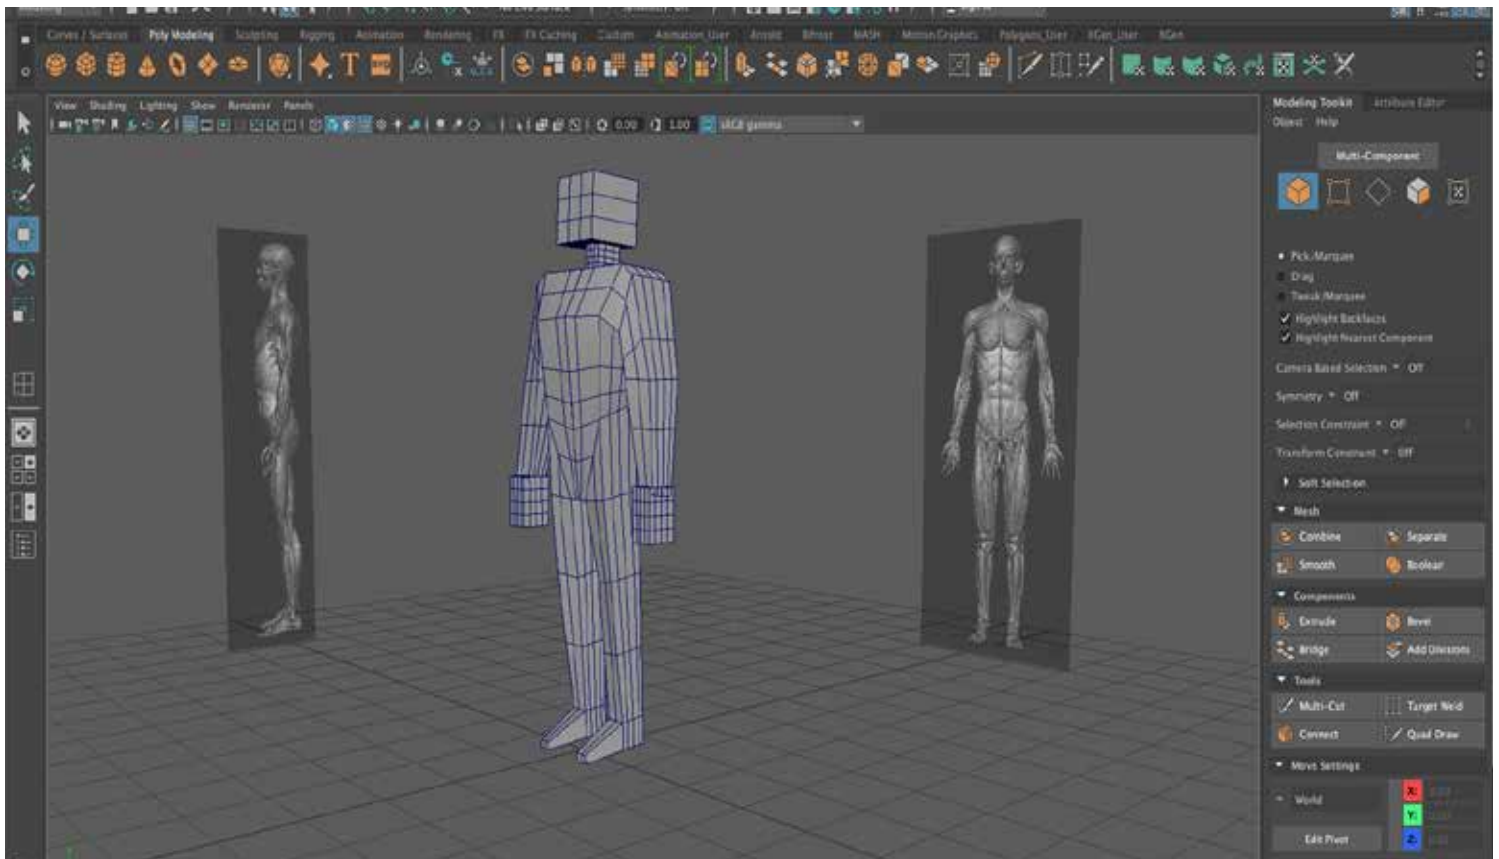 Curves / Surfaces Poly Modeling Sculpting Rigging Animation Rendering FX FX Caching Custom Animation_User Arnold Bifrost MASH Motion Graphics Polygons_User XGen_User XGen
View Shading Lighting Show Renderer Panels
0.00 1.00 sRGB gamma
Modeling Toolkit Attribute Editor
Object Help
Multi-Component
Pick/Marquee
Drag
Tweak/Marquee
Highlight Backfaces
Highlight Nearest Component
Camera Based Selection Off
Symmetry Off
Selection Constraint Off
Transform Constraint Off
Soft Selection
Mesh
Combine Separate
Smooth Boolean
Components
Extrude Bevel
Bridge Add Divisions
Tools
Multi-Cut Target Weld
Connect Quad Draw
Move Settings
World X:
Y:
Edit Pivot Z: